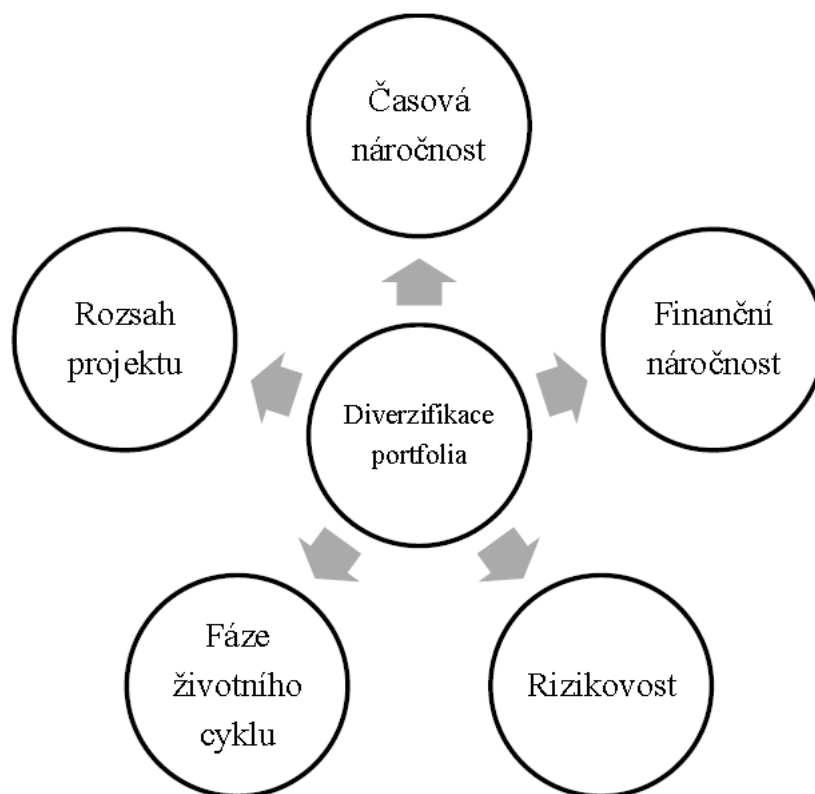 Časová
náročnost
Rozsah
projektu
Finanční
náročnost
Diverzifikace
portfolia
Fáze
životního
cyklu
Rizikovost